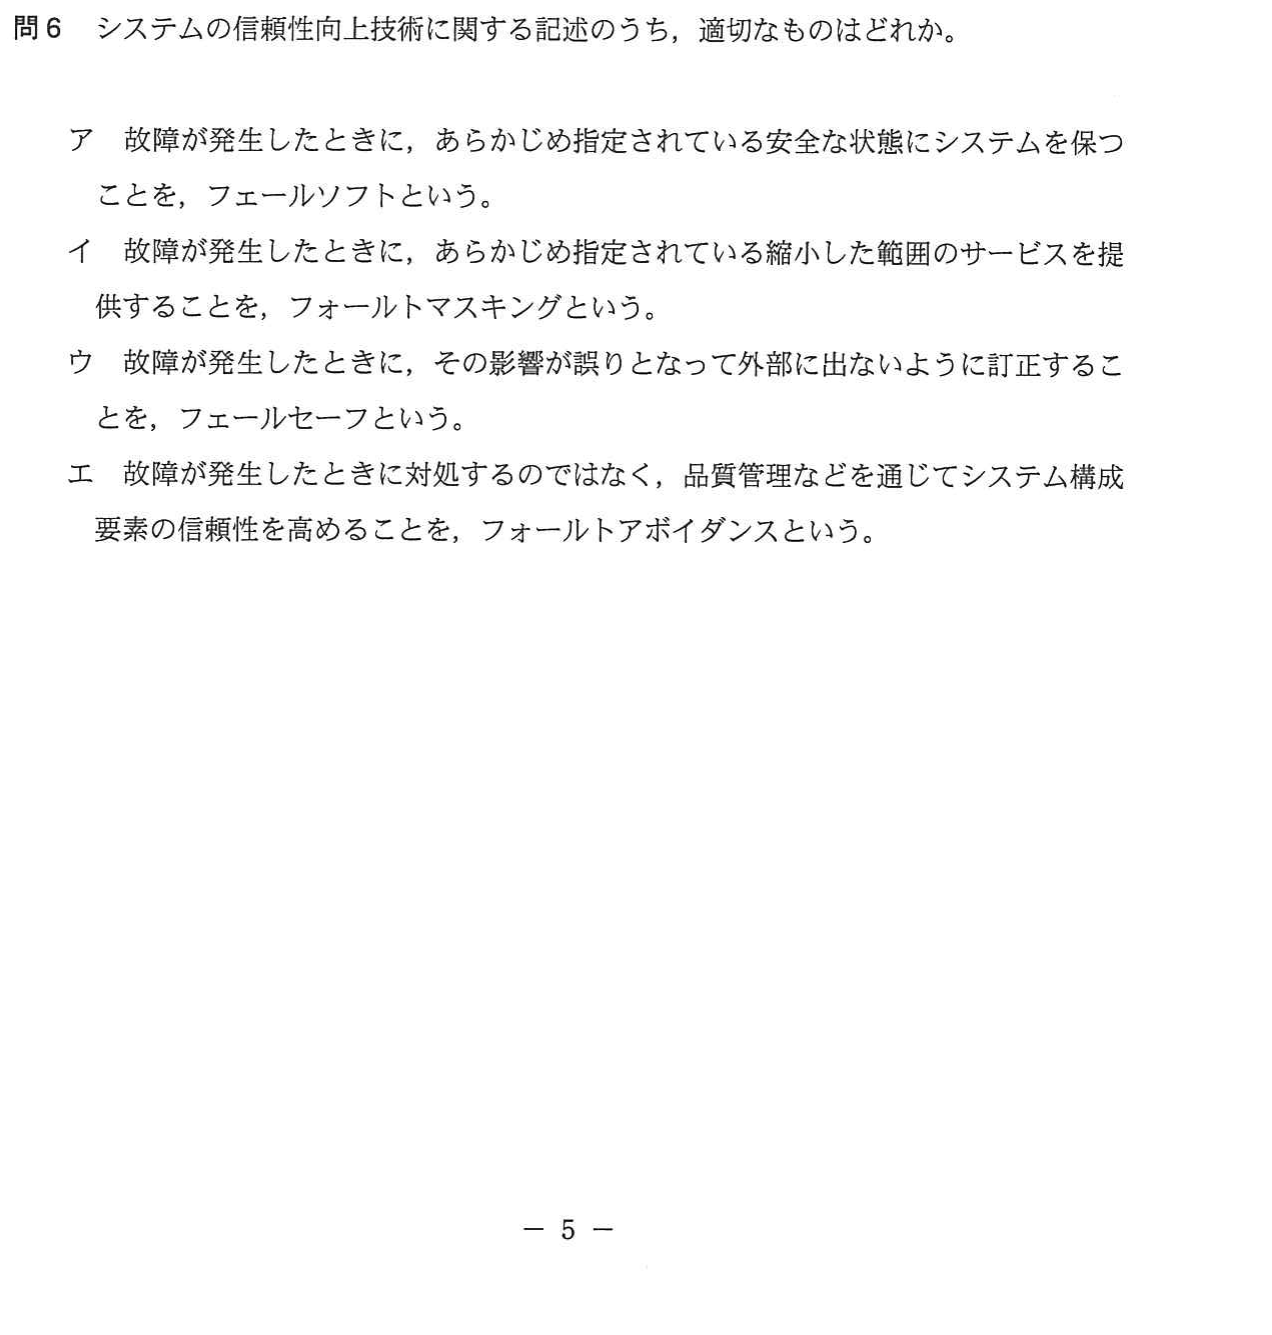 問6 システムの信頼性向上技術に関する記述のうち，適切なものはどれか。
ア 故障が発生したときに，あらかじめ指定されている安全な状態にシステムを保つ
ことを，フェールソフトという。
イ 故障が発生したときに，あらかじめ指定されている縮小した範囲のサービスを提
供することを，フォールトマスキングという。
ウ 故障が発生したときに，その影響が誤りとなって外部に出ないように訂正するこ
とを，フェールセーフという。
エ 故障が発生したときに対処するのではなく，品質管理などを通じてシステム構成
要素の信頼性を高めることを，フォールトアボイダンスという。
－ 5 －